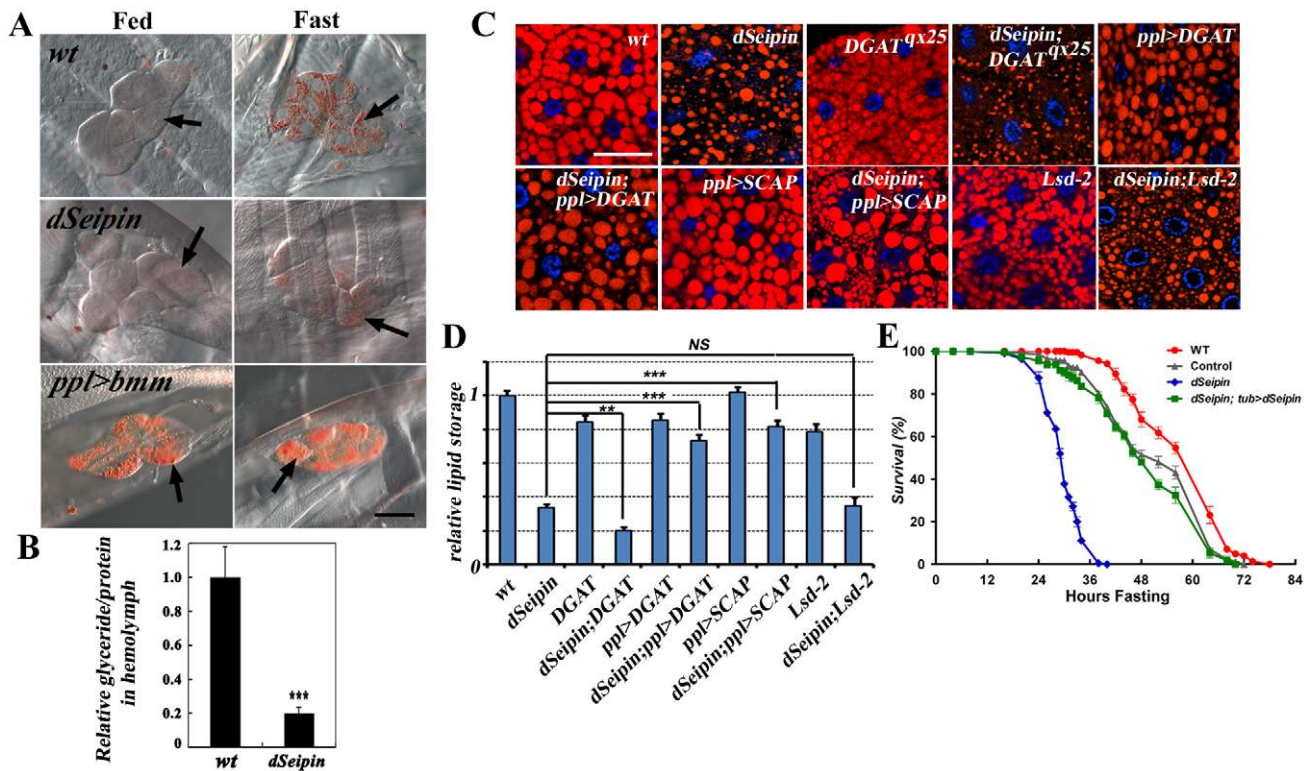 A
Fed
Fast
wt
dSeipin
ppl>bmm
B
Relative glyceride/protein
in hemolymph
1.2
1.0
0.8
0.6
0.4
0.2
0
***
wt
dSeipin
C
wt
dSeipin
DGAT qx25
dSeipin;
DGAT qx25
ppl>DGAT
dSeipin;
ppl>DGAT
ppl>SCAP
dSeipin;
ppl>SCAP
Lsd-2
dSeipin;Lsd-2
D
relative lipid storage
1
0
NS
***
***
**
wt
dSeipin
DGAT
dSeipin;DGAT
ppl>DGAT
dSeipin;ppl>DGAT
ppl>SCAP
dSeipin;ppl>SCAP
Lsd-2
dSeipin;Lsd-2
E
Survival (%)
100
80
60
40
20
0
0 12 24 36 48 60 72 84
Hours Fasting
WT
Control
dSeipin
dSeipin; tub>dSeipin